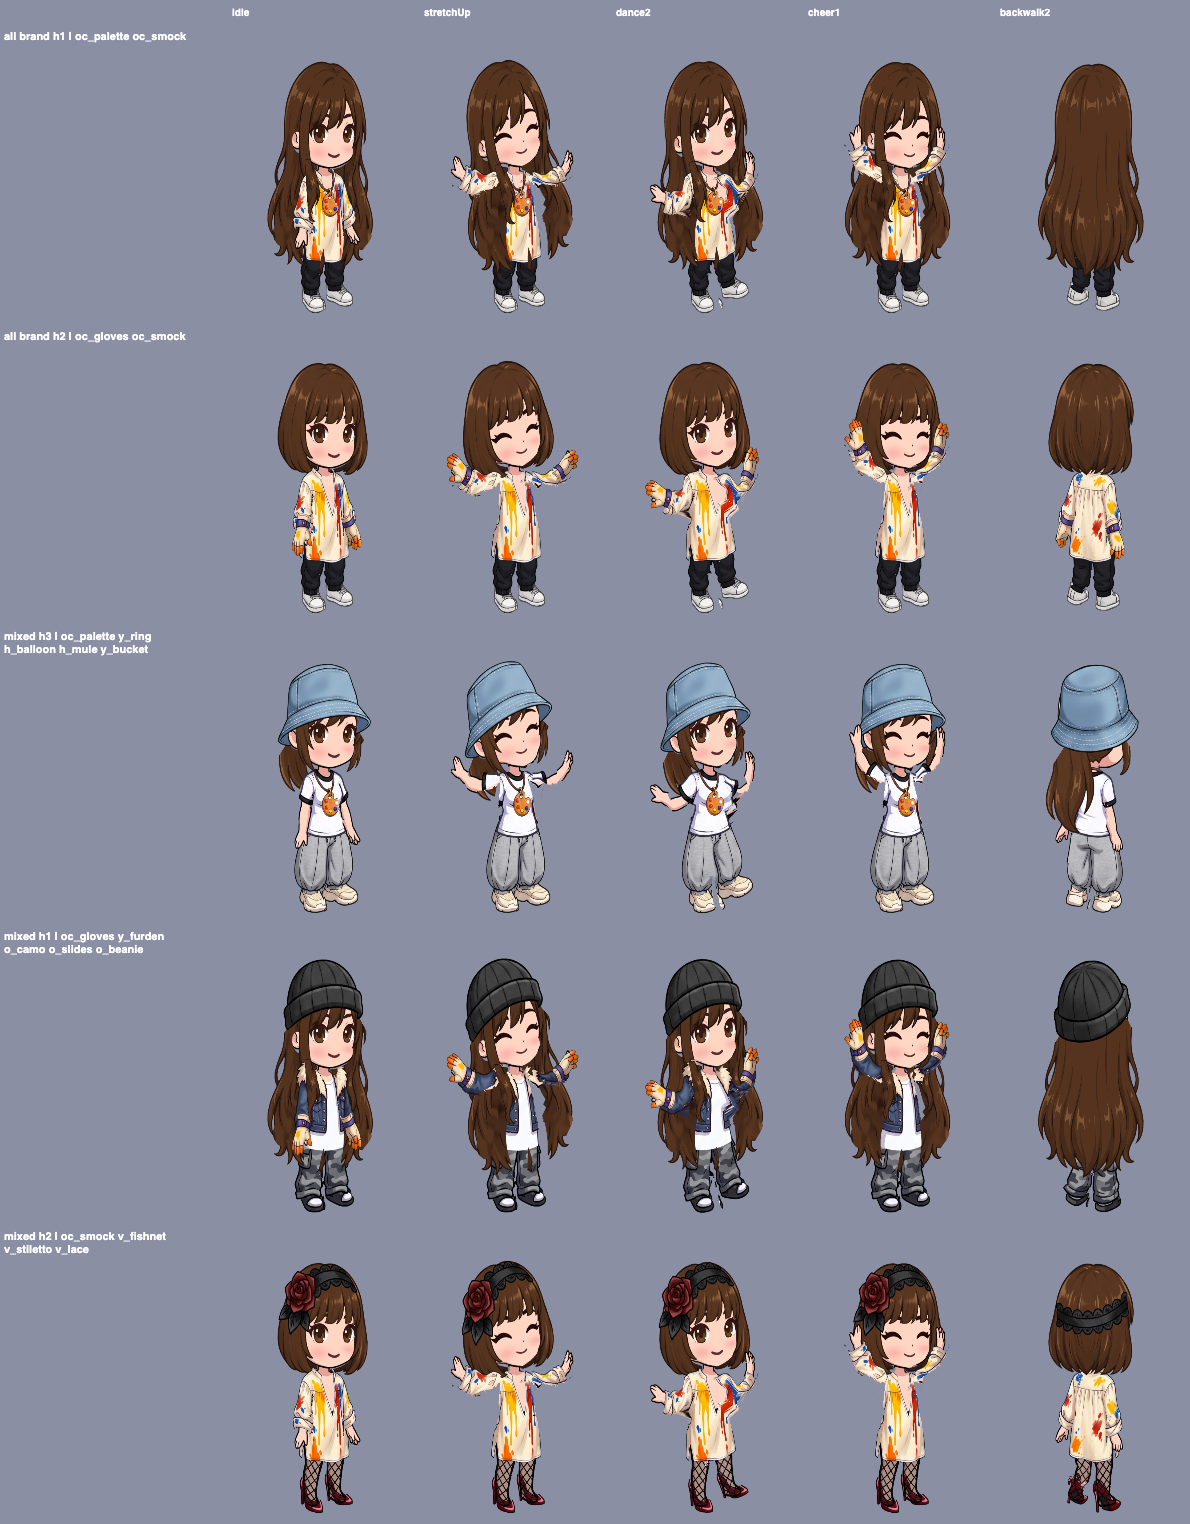 idle stretchUp dance2 cheer1 backwalk2
all brand h1 | oc_palette oc_smock
all brand h2 | oc_gloves oc_smock
mixed h3 | oc_palette y_ring
h_balloon h_mule y_bucket
mixed h1 | oc_gloves y_furden
o_camo o_slides o_beanie
mixed h2 | oc_smock v_fishnet
v_stiletto v_lace